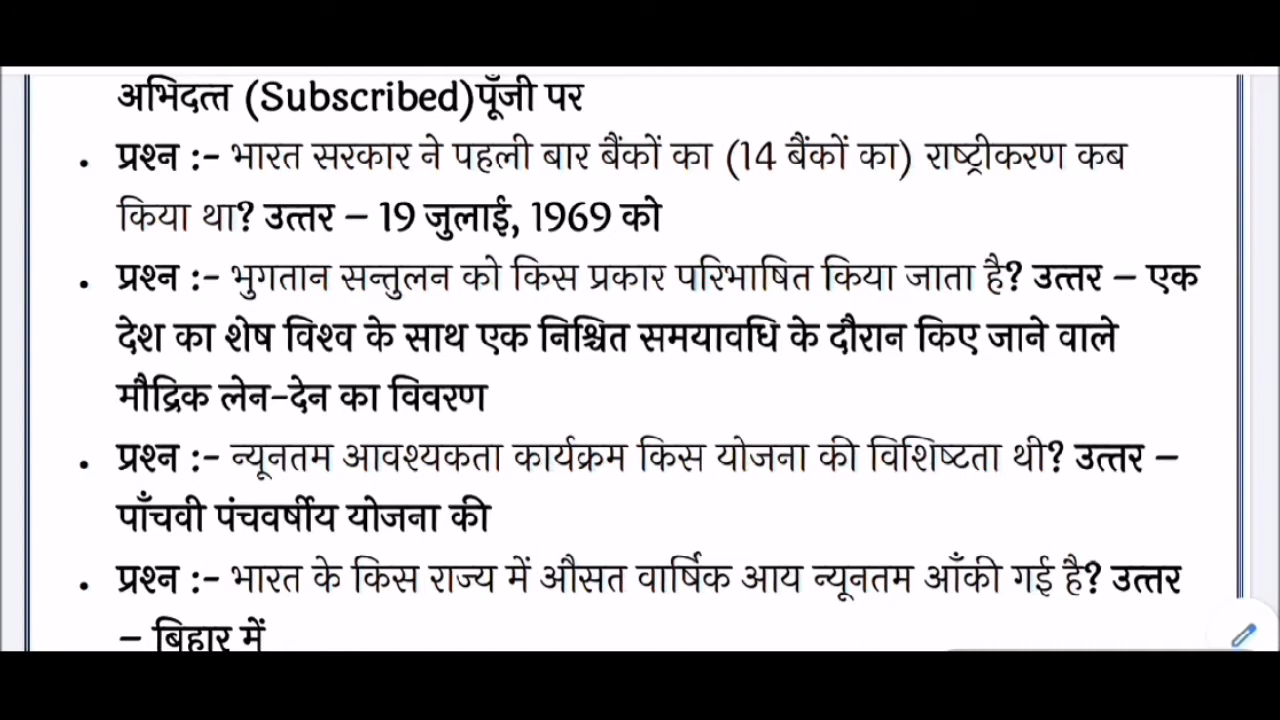 अभिदत्त (Subscribed)पूँजी पर
• प्रश्न :- भारत सरकार ने पहली बार बैंकों का (14 बैंकों का) राष्ट्रीकरण कब
किया था? उत्तर – 19 जुलाई, 1969 को
• प्रश्न :- भुगतान सन्तुलन को किस प्रकार परिभाषित किया जाता है? उत्तर – एक
देश का शेष विश्व के साथ एक निश्चित समयावधि के दौरान किए जाने वाले
मौद्रिक लेन-देन का विवरण
• प्रश्न :- न्यूनतम आवश्यकता कार्यक्रम किस योजना की विशिष्टता थी? उत्तर –
पाँचवी पंचवर्षीय योजना की
• प्रश्न :- भारत के किस राज्य में औसत वार्षिक आय न्यूनतम आँकी गई है? उत्तर
– बिहार में